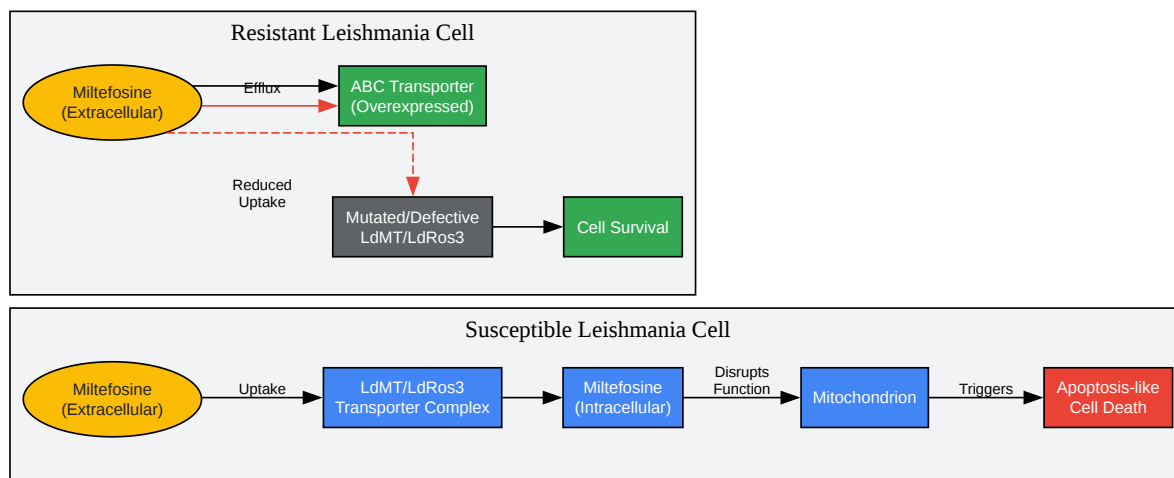 Resistant Leishmania Cell
Miltefosine
(Extracellular)
Efflux
ABC Transporter
(Overexpressed)
Reduced
Uptake
Mutated/Defective
LdMT/LdRos3
Cell Survival
Susceptible Leishmania Cell
Miltefosine
(Extracellular)
Uptake
LdMT/LdRos3
Transporter Complex
Miltefosine
(Intracellular)
Disrupts
Function
Mitochondrion
Triggers
Apoptosis-like
Cell Death